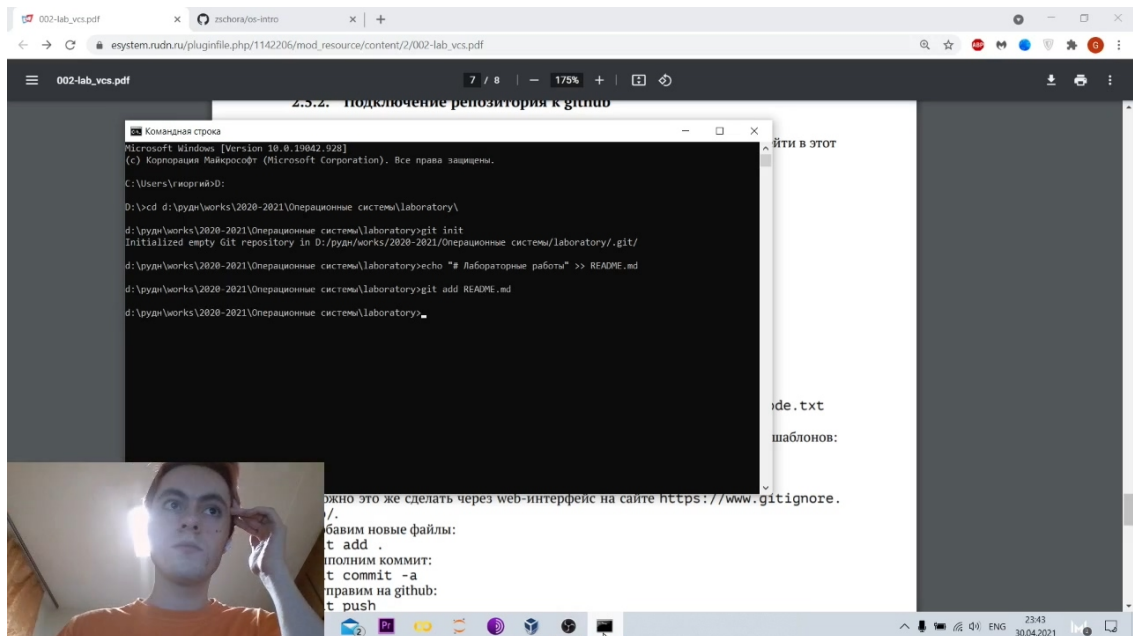 002-lab_vcs.pdf
zschora/os-intro
esystem.rudn.ru/pluginfile.php/1142206/mod_resource/content/2/002-lab_vcs.pdf
002-lab_vcs.pdf
7 / 8
175%
2.3.2. Подключение репозитория к github
йти в этот
Командная строка
Microsoft Windows [Version 10.0.19042.928]
(c) Корпорация Майкрософт (Microsoft Corporation). Все права защищены.
C:\Users\гиоргий>D:
D:\>cd d:\рудн\works\2020-2021\Операционные системы\laboratory\
d:\рудн\works\2020-2021\Операционные системы\laboratory>git init
Initialized empty Git repository in D:/рудн/works/2020-2021/Операционные системы/laboratory/.git/
d:\рудн\works\2020-2021\Операционные системы\laboratory>echo "# Лабораторные работы" >> README.md
d:\рудн\works\2020-2021\Операционные системы\laboratory>git add README.md
d:\рудн\works\2020-2021\Операционные системы\laboratory>
ode.txt
шаблонов:
ожно это же сделать через web-интерфейс на сайте https://www.gitignore.
/.
обавим новые файлы:
t add .
ыполним коммит:
t commit -a
тправим на github:
t push
ENG
23:43
30.04.2021